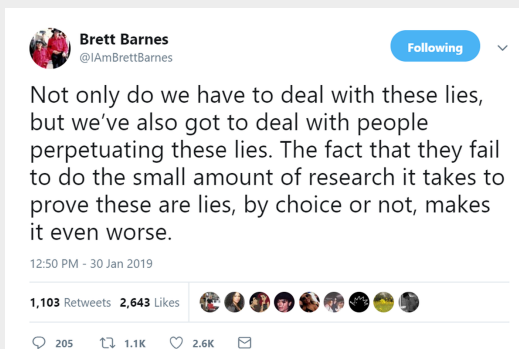 Brett Barnes
@IAmBrettBarnes
Following
Not only do we have to deal with these lies,
but we’ve also got to deal with people
perpetuating these lies. The fact that they fail
to do the small amount of research it takes to
prove these are lies, by choice or not, makes
it even worse.
12:50 PM - 30 Jan 2019
1,103 Retweets 2,643 Likes
205 1.1K 2.6K